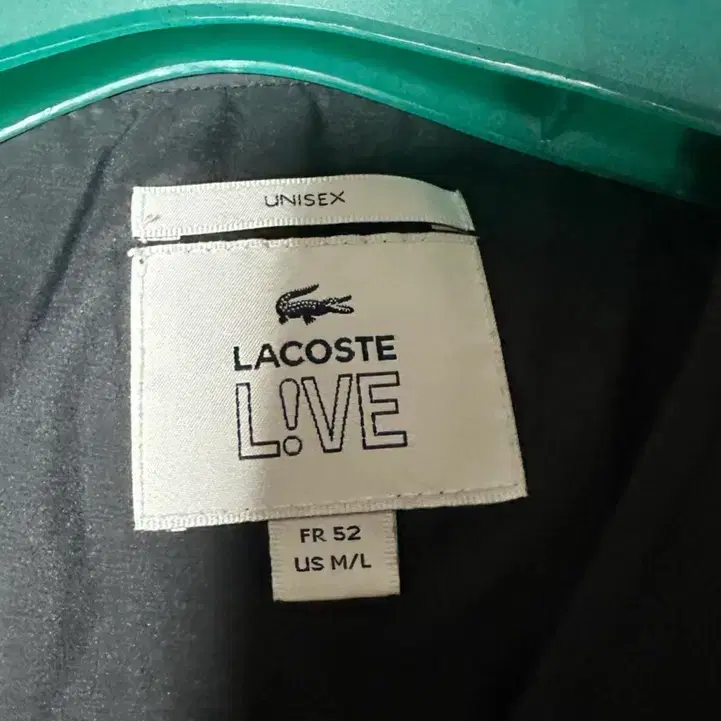 UNISEX
LACOSTE
L!VE
FR 52
US M/L